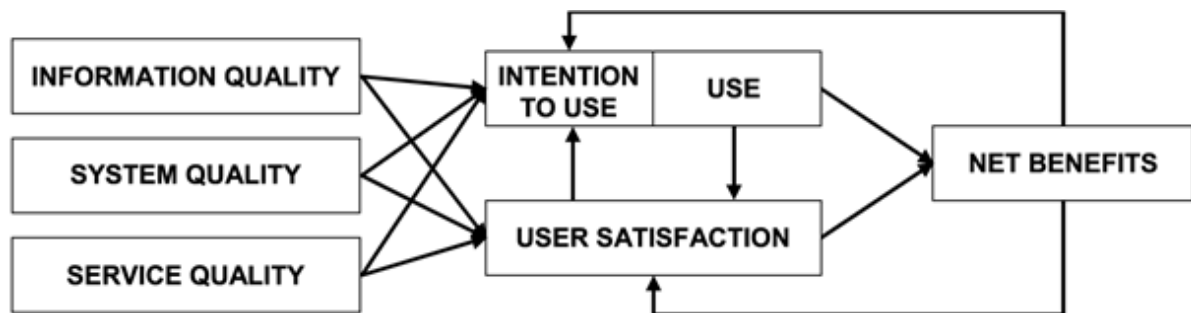 INFORMATION QUALITY
SYSTEM QUALITY
SERVICE QUALITY
INTENTION
TO USE
USE
USER SATISFACTION
NET BENEFITS